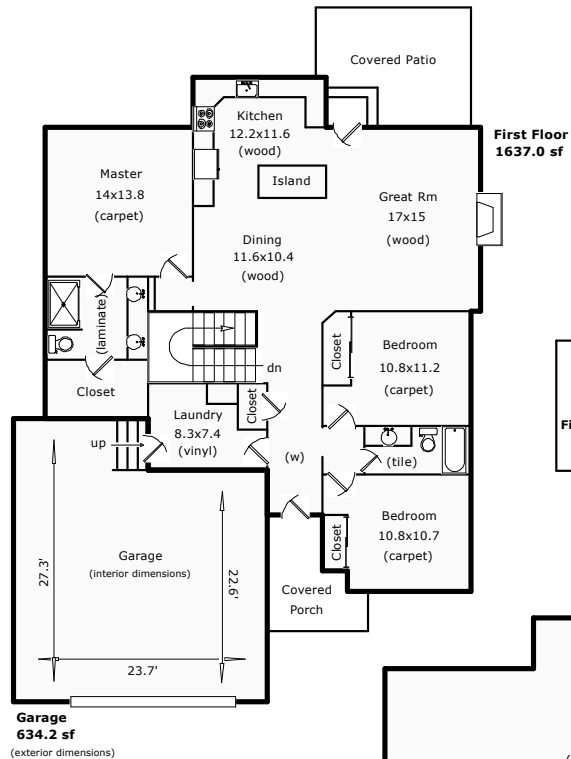 Covered Patio
Kitchen
12.2x11.6
(wood)
First Floor
1637.0 sf
Master
14x13.8
(carpet)
Island
Great Rm
17x15
(wood)
Dining
11.6x10.4
(wood)
(laminate)
Closet
Bedroom
10.8x11.2
(carpet)
dn
Closet
Closet
Laundry
8.3x7.4
(vinyl)
up
(w)
(tile)
Fi
Bedroom
10.8x10.7
(carpet)
Closet
Garage
(interior dimensions)
27.3'
22.6'
23.7'
Covered
Porch
Garage
634.2 sf
(exterior dimensions)